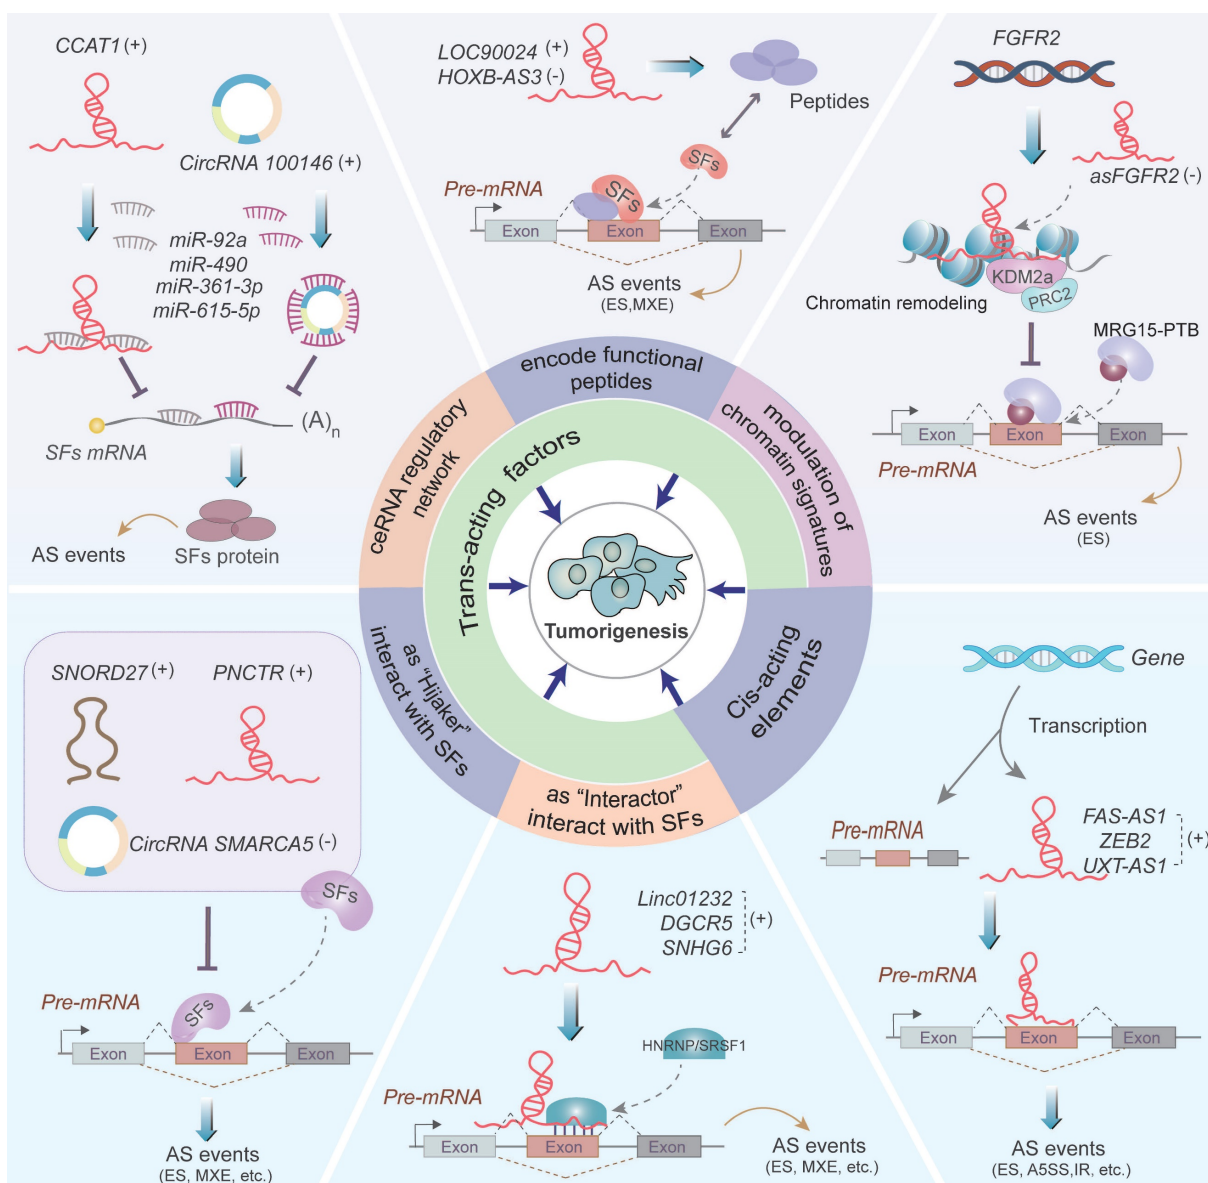 CCAT1 (+)
CircRNA 100146 (+)
miR-92a
miR-490
miR-361-3p
miR-615-5p
(A)n
SFs mRNA
AS events
SFs protein
LOC90024 (+)
HOXB-AS3 (-)
Peptides
SFs
Pre-mRNA
SFs
Exon
Exon
Exon
AS events
(ES,MXE)
FGFR2
asFGFR2 (-)
KDM2a
PRC2
Chromatin remodeling
MRG15-PTB
Exon
Exon
Exon
Pre-mRNA
AS events
(ES)
encode functional
peptides
modulation of
chromatin signatures
ceRNA regulatory
network
Trans-acting factors
Tumorigenesis
Cis-acting
elements
as "Hijaker"
interact with SFs
as "Interactor"
interact with SFs
SNORD27 (+)
PNCTR (+)
CircRNA SMARCA5 (-)
SFs
Pre-mRNA
SFs
Exon
Exon
Exon
AS events
(ES, MXE, etc.)
Linc01232
DGCR5
SNHG6
(+)
HNRNP/SRSF1
Pre-mRNA
Exon
Exon
Exon
AS events
(ES, MXE, etc.)
Gene
Transcription
Pre-mRNA
FAS-AS1
ZEB2
UXT-AS1
(+)
Pre-mRNA
Exon
Exon
Exon
AS events
(ES, A5SS,IR, etc.)